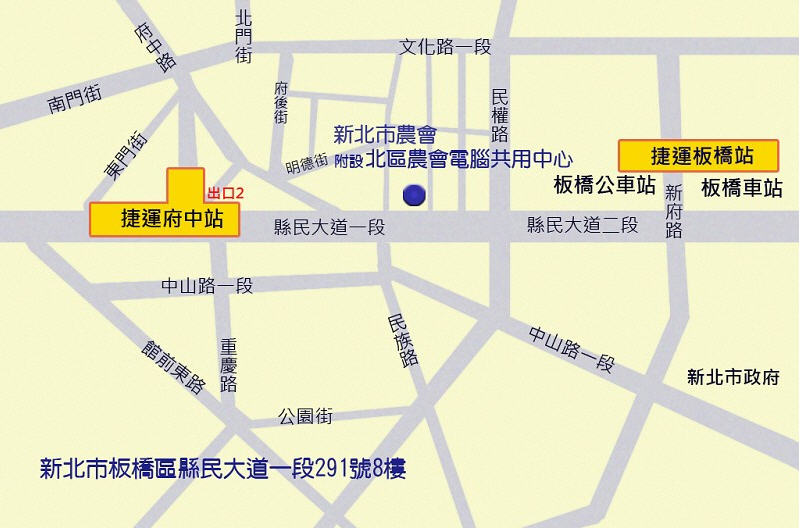 北門街
府中路
文化路一段
南門街
府後街
民權路
新北市農會
附設北區農會電腦共用中心
東門街
明德街
捷運板橋站
板橋公車站
板橋車站
出口2
捷運府中站
新府路
縣民大道一段
縣民大道二段
中山路一段
民族路
中山路一段
重慶路
館前東路
新北市政府
公園街
新北市板橋區縣民大道一段291號8樓